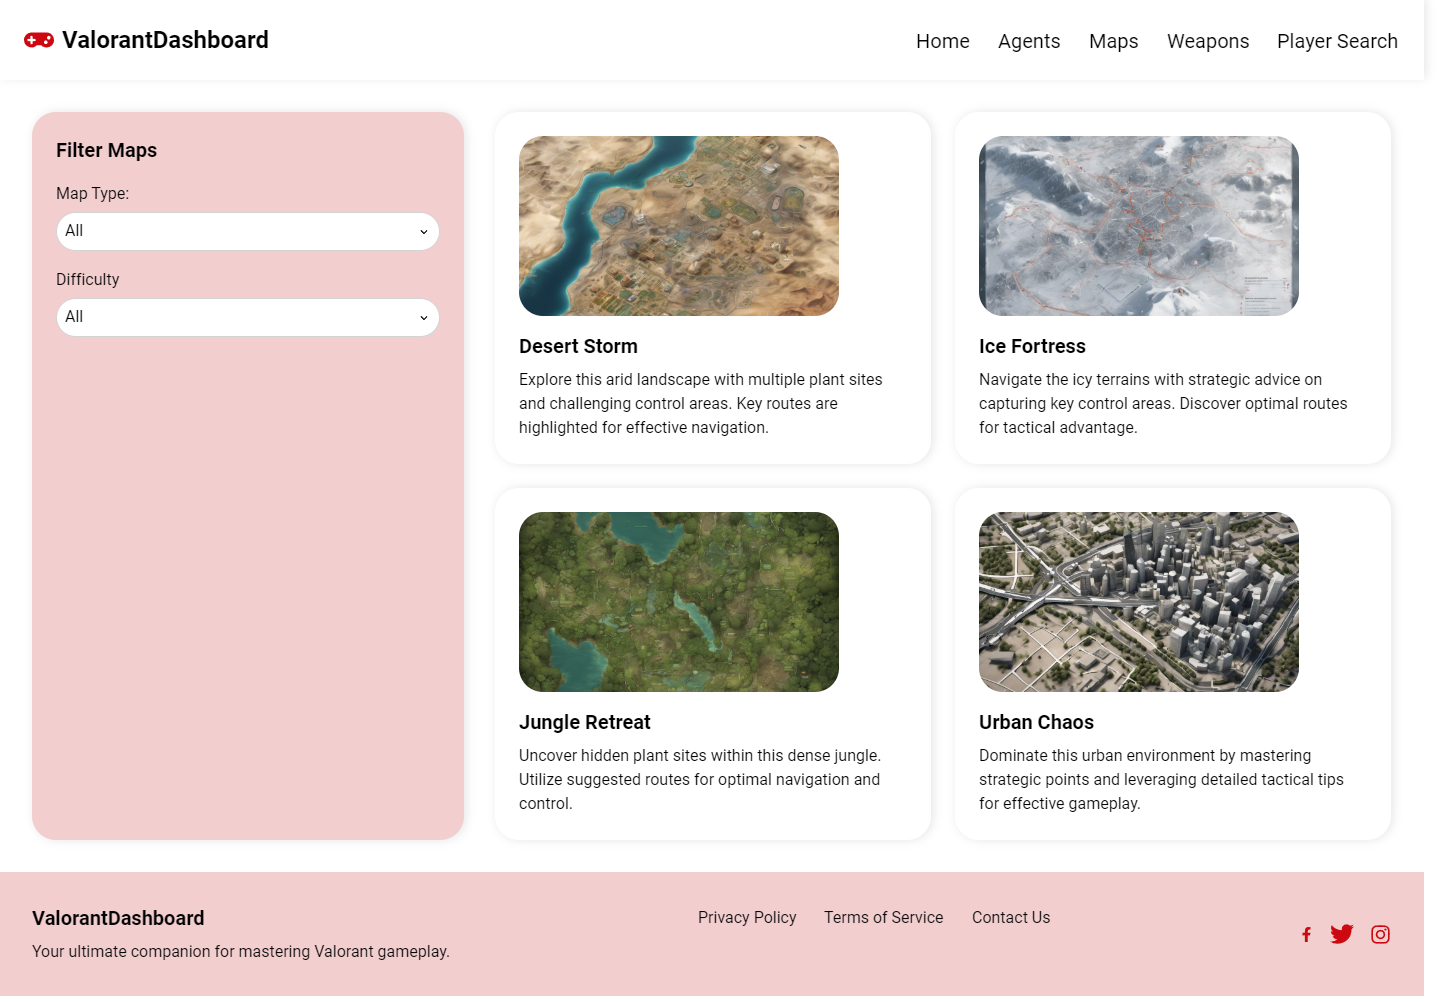 ValorantDashboard
Home Agents Maps Weapons Player Search
Filter Maps
Map Type:
All
Difficulty
All
Desert Storm
Explore this arid landscape with multiple plant sites
and challenging control areas. Key routes are
highlighted for effective navigation.
Ice Fortress
Navigate the icy terrains with strategic advice on
capturing key control areas. Discover optimal routes
for tactical advantage.
Jungle Retreat
Uncover hidden plant sites within this dense jungle.
Utilize suggested routes for optimal navigation and
control.
Urban Chaos
Dominate this urban environment by mastering
strategic points and leveraging detailed tactical tips
for effective gameplay.
ValorantDashboard
Your ultimate companion for mastering Valorant gameplay.
Privacy Policy Terms of Service Contact Us